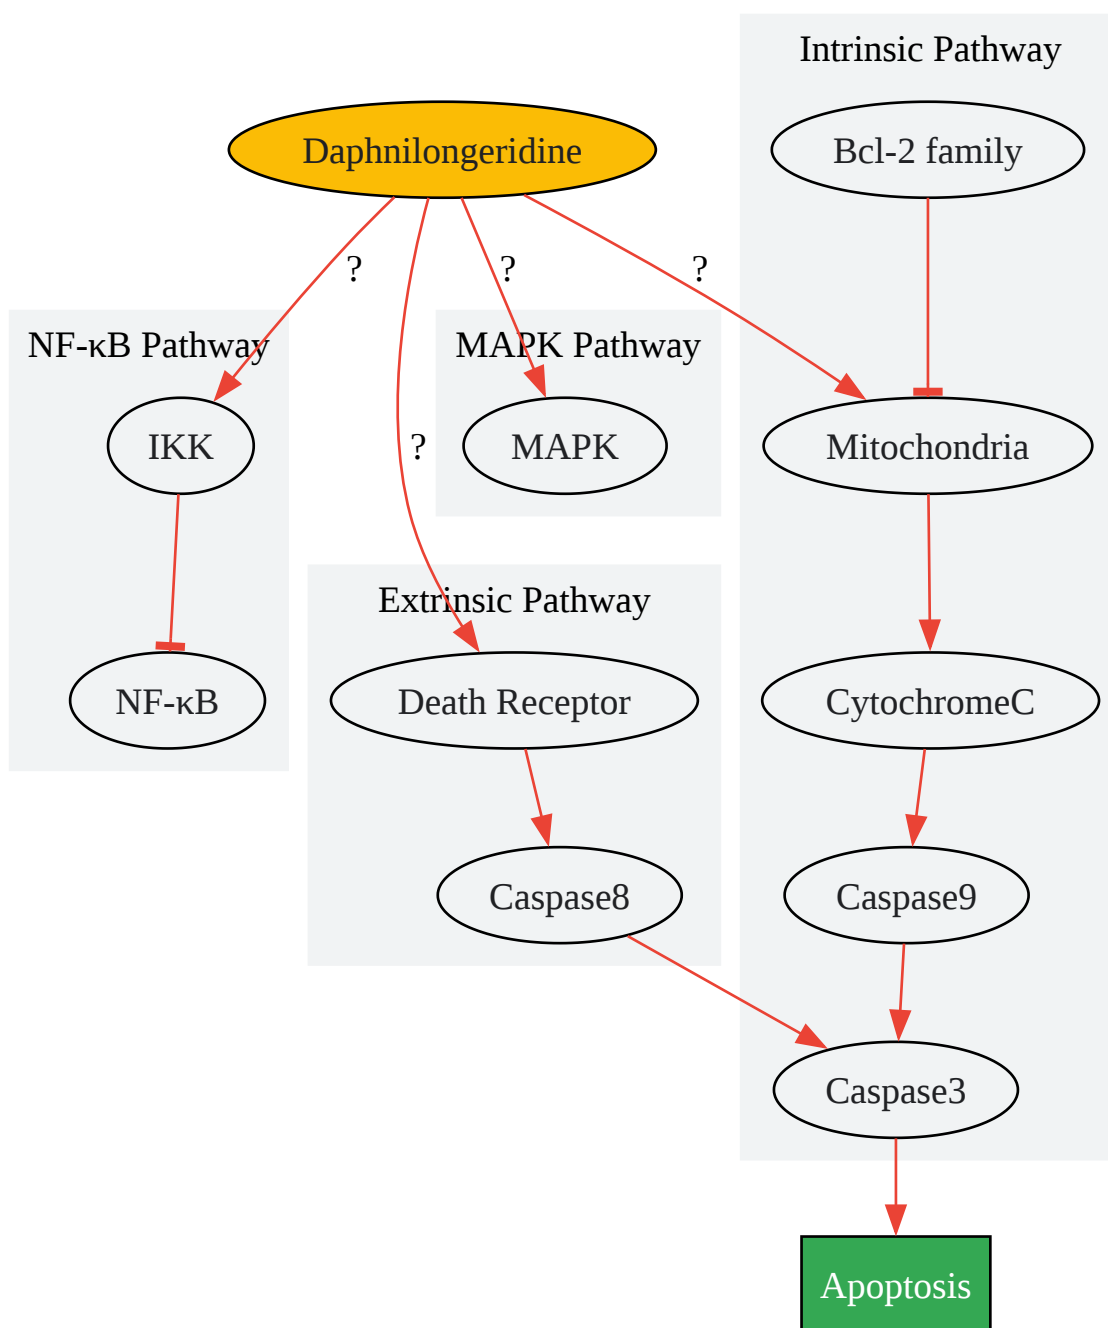 Intrinsic Pathway
Daphnilongeridine
Bcl-2 family
?
?
?
NF-κB Pathway
MAPK Pathway
IKK
?
MAPK
Mitochondria
Extrinsic Pathway
NF-κB
Death Receptor
CytochromeC
Caspase8
Caspase9
Caspase3
Apoptosis